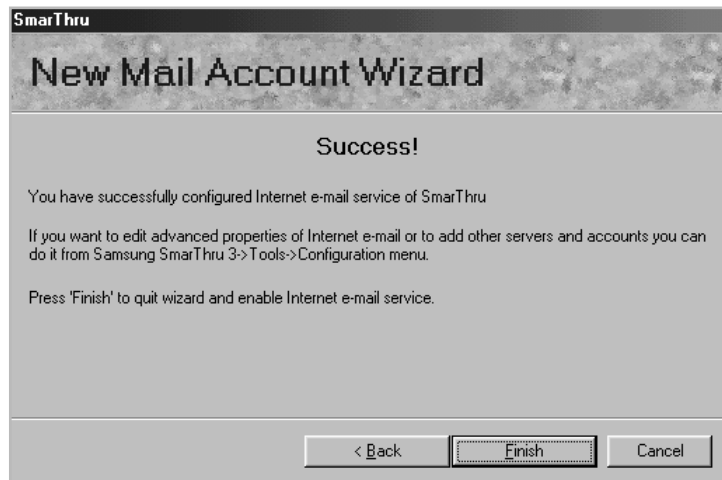 SmarThru
New Mail Account Wizard
Success!
You have successfully configured Internet e-mail service of SmarThru
If you want to edit advanced properties of Internet e-mail or to add other servers and accounts you can
do it from Samsung SmarThru 3->Tools->Configuration menu.
Press 'Finish' to quit wizard and enable Internet e-mail service.
< Back
Finish
Cancel